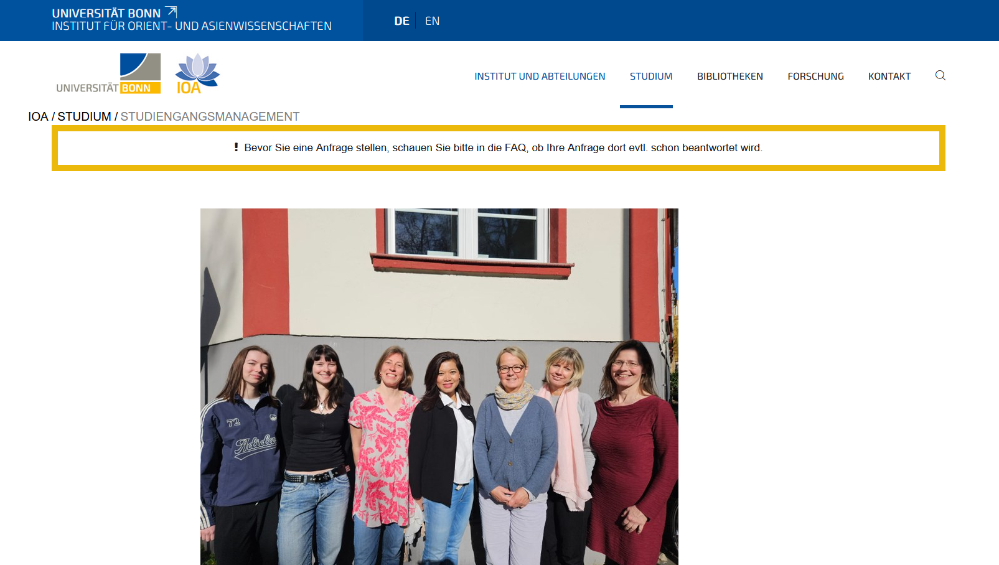 UNIVERSITÄT BONN
INSTITUT FÜR ORIENT- UND ASIENWISSENSCHAFTEN
DE EN
UNIVERSITÄT BONN
IOA
INSTITUT UND ABTEILUNGEN STUDIUM BIBLIOTHEKEN FORSCHUNG KONTAKT
IOA / STUDIUM / STUDIENGANGSMANAGEMENT
! Bevor Sie eine Anfrage stellen, schauen Sie bitte in die FAQ, ob Ihre Anfrage dort evtl. schon beantwortet wird.
72
Adidas